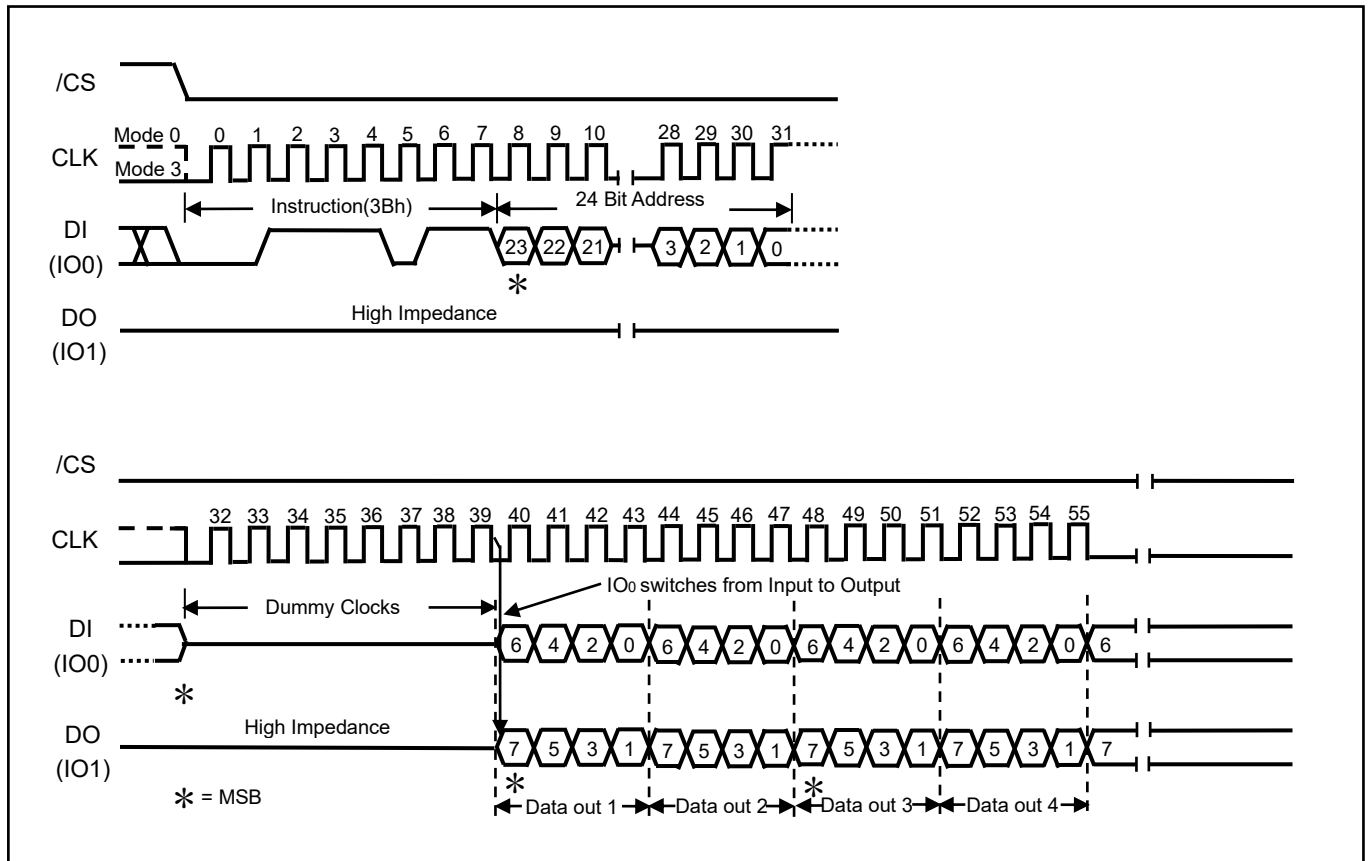 /CS
Mode 0 0 1 2 3 4 5 6 7 8 9 10 28 29 30 31
CLK
Mode 3
Instruction(3Bh) 24 Bit Address
DI
(IO0)
23 22 21 3 2 1 0
*
DO
(IO1)
High Impedance
/CS
32 33 34 35 36 37 38 39 40 41 42 43 44 45 46 47 48 49 50 51 52 53 54 55
CLK
IO0 switches from Input to Output
Dummy Clocks
DI
(IO0)
6 4 2 0 6 4 2 0 6 4 2 0 6 4 2 0 6
*
DO
(IO1)
High Impedance
7 5 3 1 7 5 3 1 7 5 3 1 7 5 3 1 7
* *
* = MSB
Data out 1 Data out 2 Data out 3 Data out 4